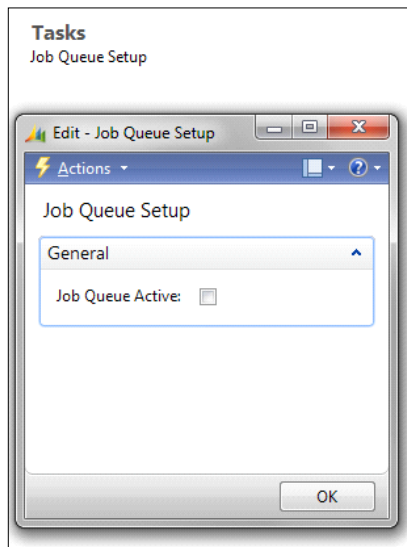 Tasks
Job Queue Setup
Edit - Job Queue Setup
Actions
Job Queue Setup
General
Job Queue Active:
OK